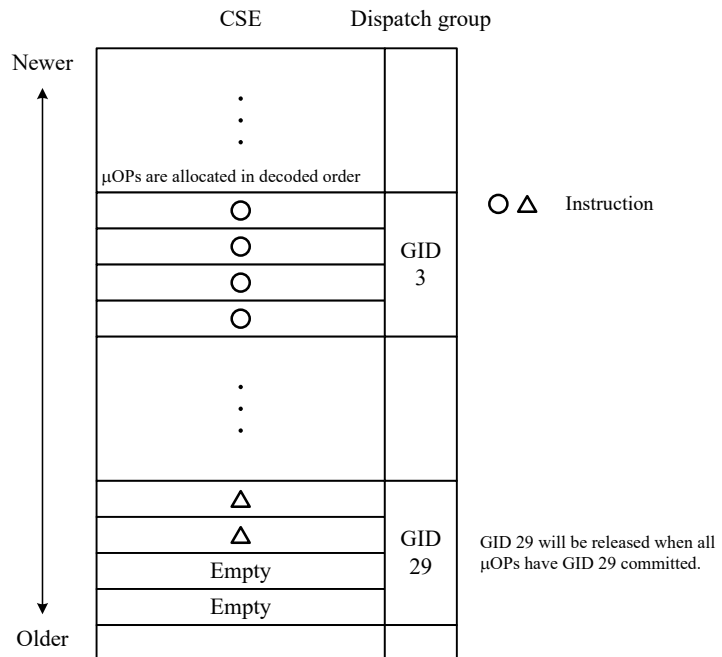 CSE
Dispatch group
Newer
μOPs are allocated in decoded order
Instruction
GID
3
GID 29 will be released when all
μOPs have GID 29 committed.
GID
29
Empty
Empty
Older